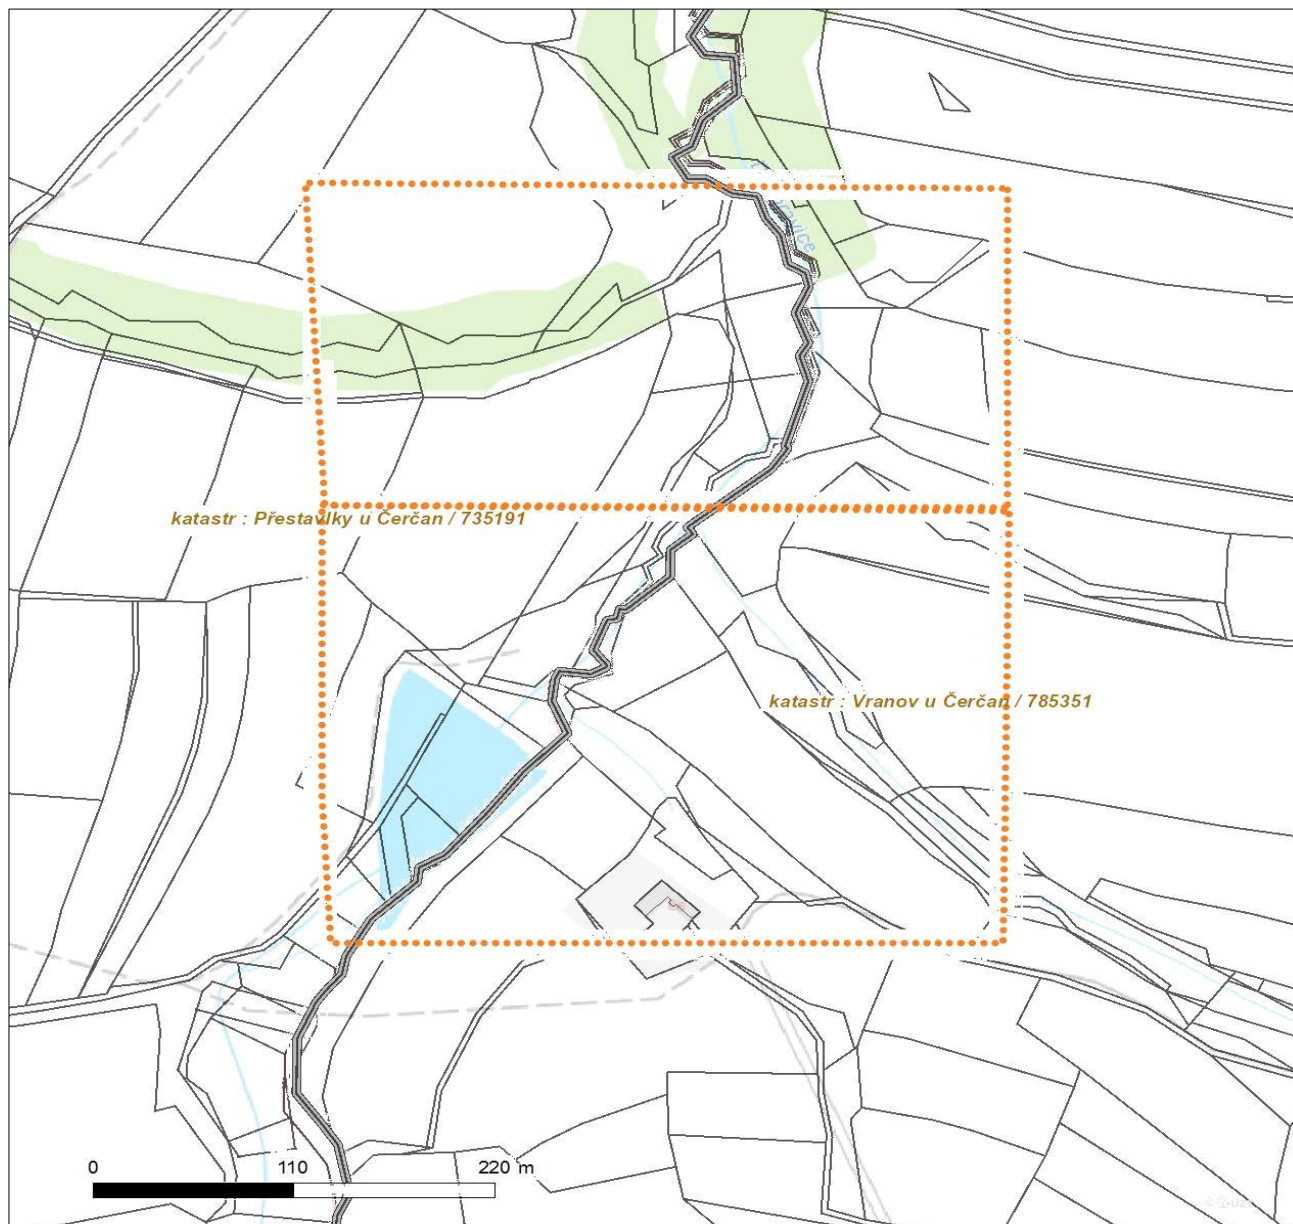 katastr : Přestavlky u Čerčan / 735191
katastr : Vranov u Čerčan / 785351
0 110 220 m